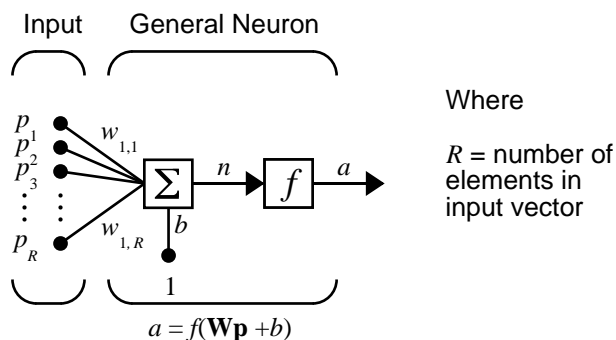 Input General Neuron
p1
p2
p3
pR
w1,1
w1,R
Σ n f a
b
1
a = f(Wp +b)
Where
R = number of
elements in
input vector